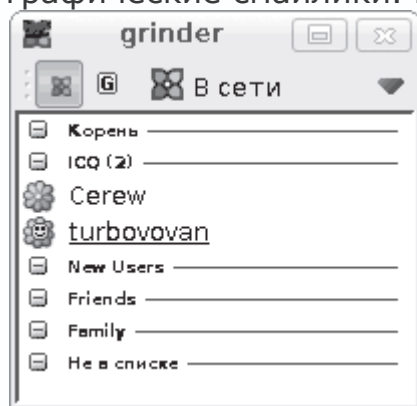 графические смайлики.
grinder
G В сети
Корень
ICQ (2)
Cerew
turbovovan
New Users
Friends
Family
Не в списке